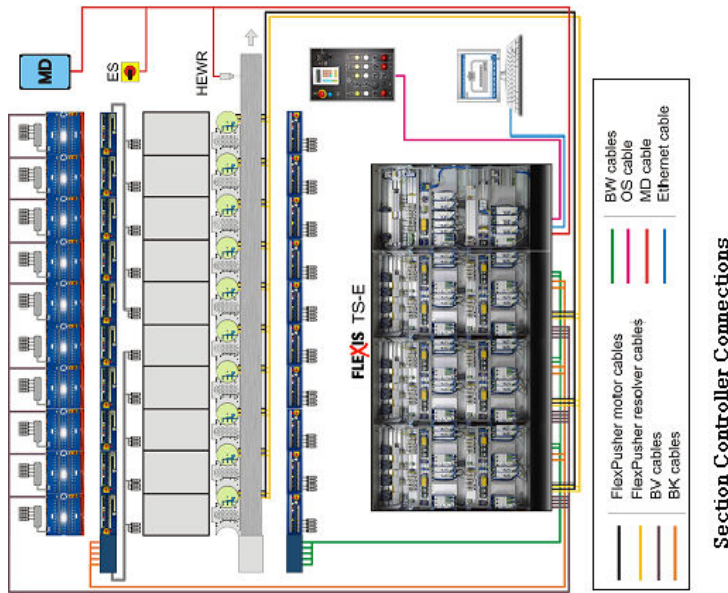 MD
ES
HEWR
FLEXIS TS-E
FlexPusher motor cables
FlexPusher resolver cables
BV cables
BK cables
BW cables
OS cable
MD cable
Ethernet cable
Section Controller Connections